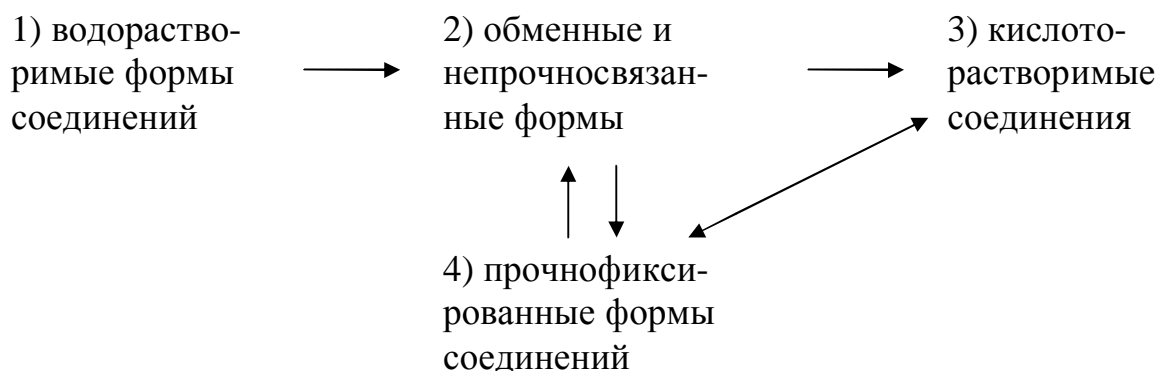 1) водораство-
римые формы
соединений
2) обменные и
непрочносвязан-
ные формы
3) кислото-
растворимые
соединения
4) прочнофикси-
рованные формы
соединений